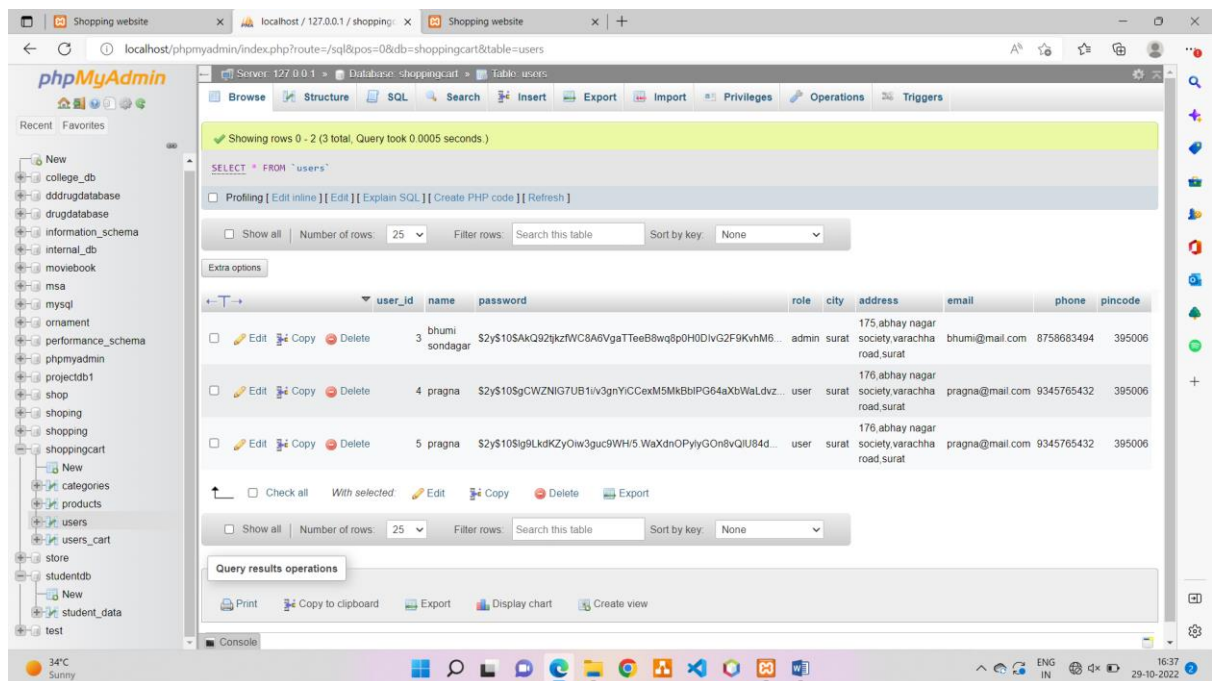 Shopping website
localhost / 127.0.0.1 / shopping
Shopping website
localhost/phpmyadmin/index.php?route=/sql&pos=0&db=shoppingcart&table=users
phpMyAdmin
Recent Favorites
New
college_db
dddrugdatabase
drugdatabase
information_schema
internal_db
moviebook
msa
mysql
ornament
performance_schema
phpmyadmin
projectdb1
shop
shoping
shopping
shoppingcart
New
categories
products
users
users_cart
store
studentdb
New
student_data
test
Server: 127.0.0.1 » Database: shoppingcart » Table: users
Browse Structure SQL Search Insert Export Import Privileges Operations Triggers
Showing rows 0 - 2 (3 total, Query took 0.0005 seconds.)
SELECT * FROM `users`
Profiling [ Edit inline ] [ Edit ] [ Explain SQL ] [ Create PHP code ] [ Refresh ]
Show all | Number of rows: 25 Filter rows: Search this table Sort by key: None
Extra options
user_id name password role city address email phone pincode
Edit Copy Delete 3 bhumi sondagar $2y$10$AkQ92tjkzfWC8A6VgaTTeeB8wq8p0H0DIvG2F9KvhM6... admin surat 175,abhay nagar society,varachha road,surat bhumi@mail.com 8758683494 395006
Edit Copy Delete 4 pragna $2y$10$gCWZNIG7UB1i/v3gnYiCCexM5MkBbIPG64aXbWaLdvz... user surat 176,abhay nagar society,varachha road,surat pragna@mail.com 9345765432 395006
Edit Copy Delete 5 pragna $2y$10$Ig9LkdKZyOiw3guc9WH/5.WaXdnOPylyGOn8vQlU84d... user surat 176,abhay nagar society,varachha road,surat pragna@mail.com 9345765432 395006
Check all With selected: Edit Copy Delete Export
Show all | Number of rows: 25 Filter rows: Search this table Sort by key: None
Query results operations
Print Copy to clipboard Export Display chart Create view
Console
34°C
Sunny
ENG
IN
16:37
29-10-2022
2